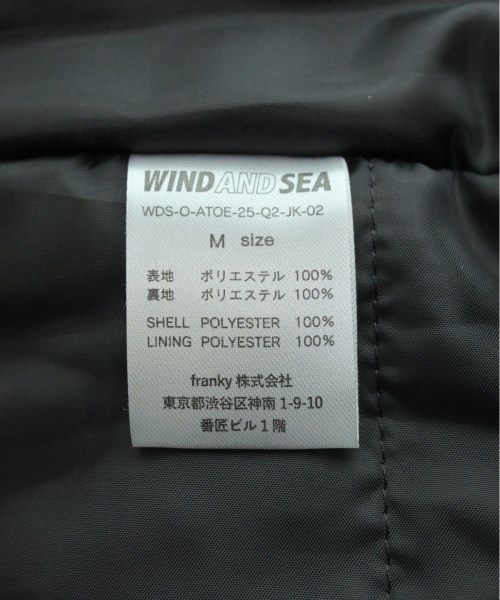 WIND AND SEA
WDS-O-ATOE-25-Q2-JK-02
M size
表地 ポリエステル 100%
裏地 ポリエステル 100%
SHELL POLYESTER 100%
LINING POLYESTER 100%
franky 株式会社
東京都渋谷区神南 1-9-10
番匠ビル 1 階